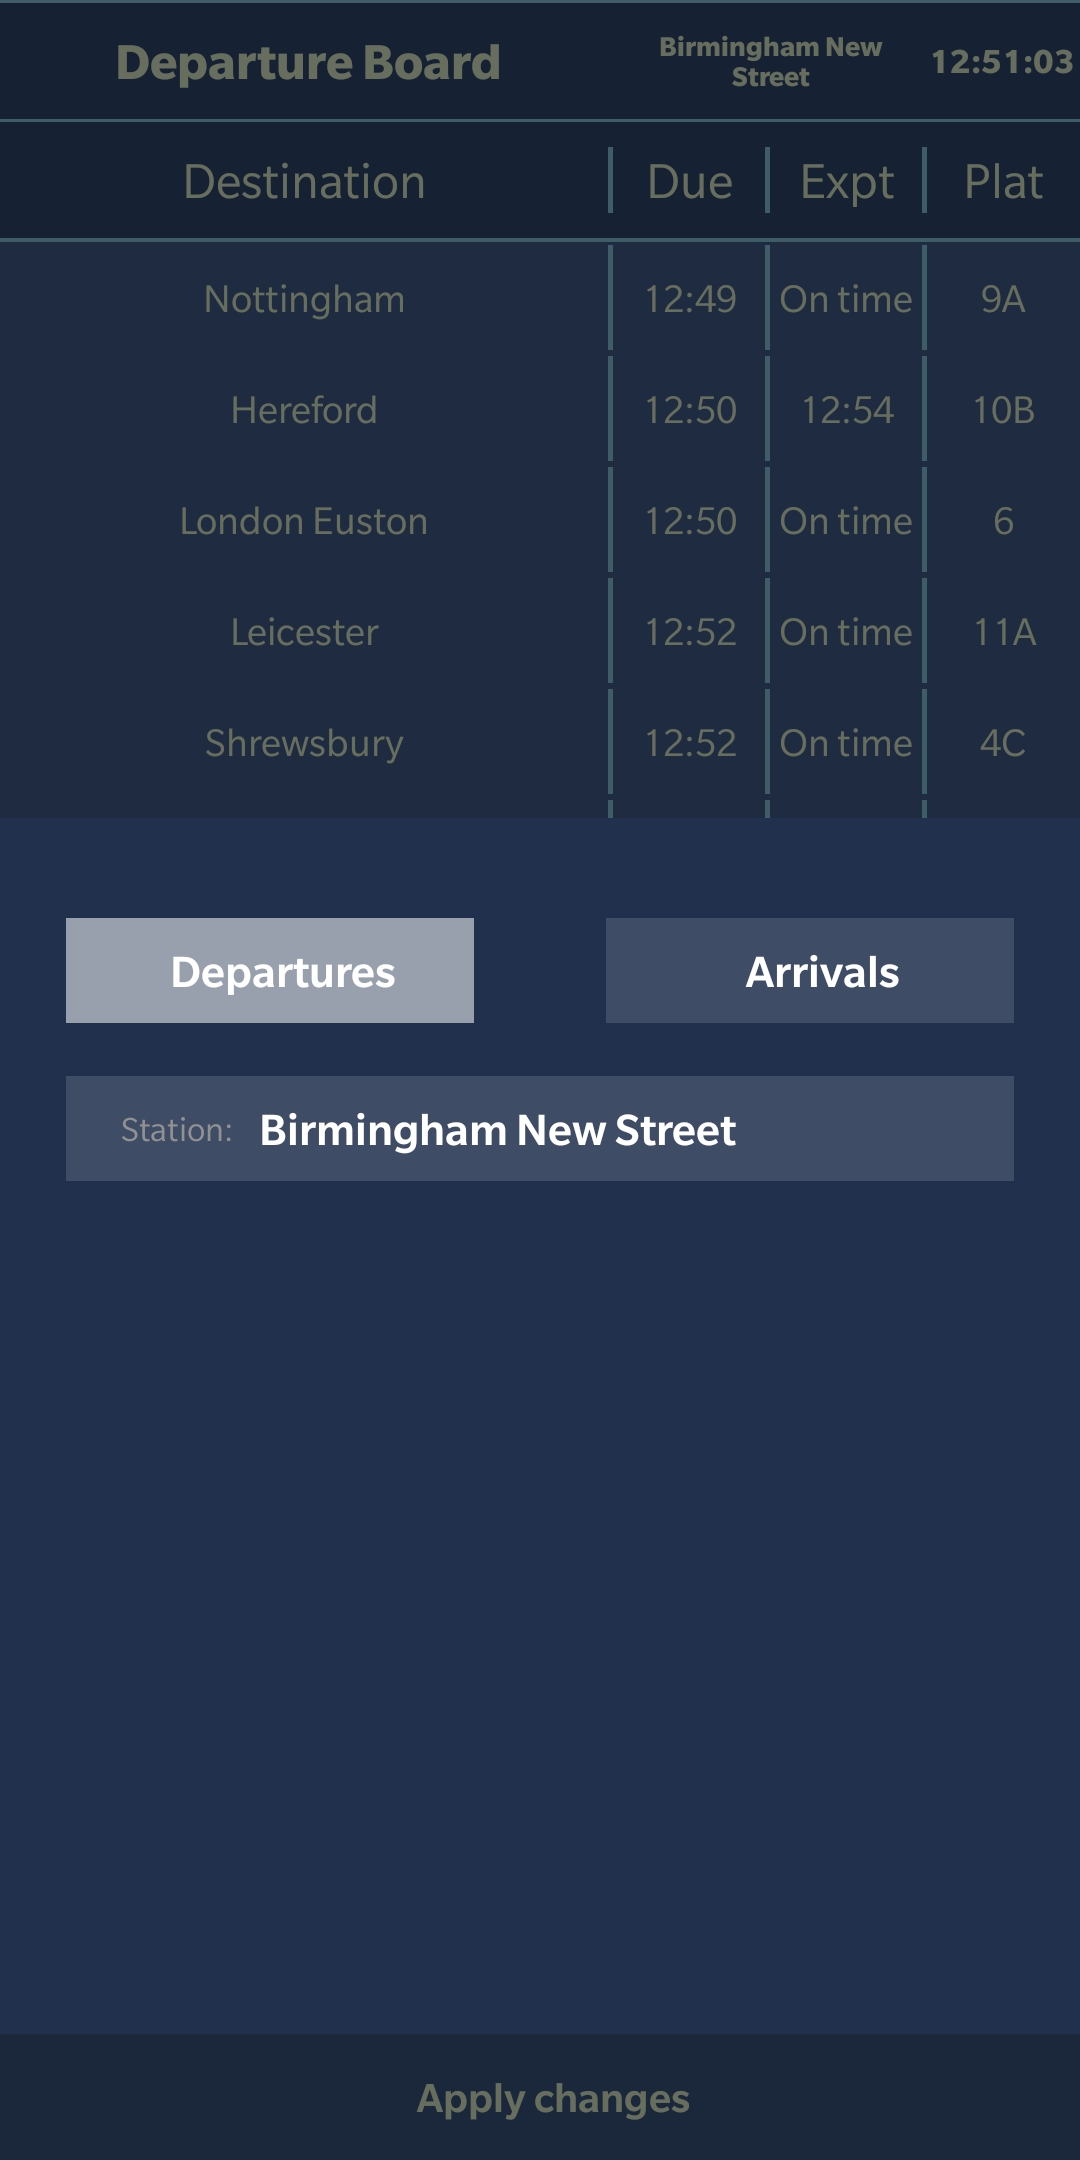 Departure Board
Birmingham New
Street
12:51:03
Destination Due Expt Plat
Nottingham 12:49 On time 9A
Hereford 12:50 12:54 10B
London Euston 12:50 On time 6
Leicester 12:52 On time 11A
Shrewsbury 12:52 On time 4C
Departures Arrivals
Station: Birmingham New Street
Apply changes